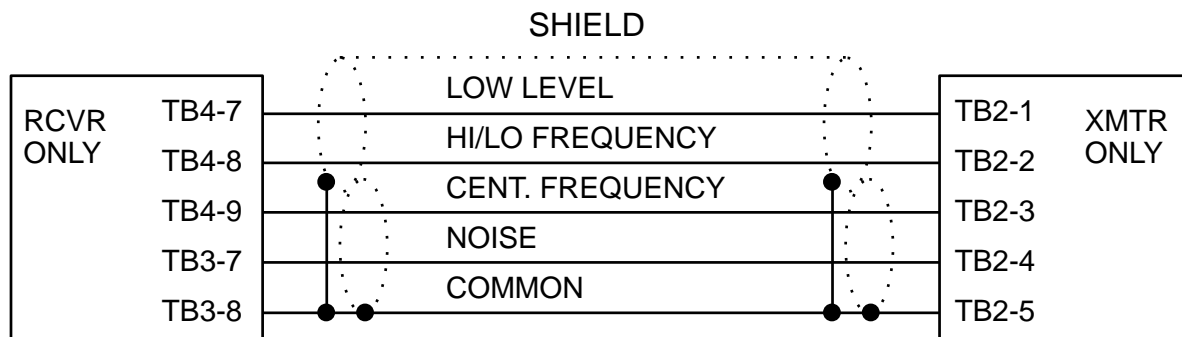 SHIELD
RCVR
ONLY
TB4-7
LOW LEVEL
TB2-1
XMTR
ONLY
TB4-8
HI/LO FREQUENCY
TB2-2
TB4-9
CENT. FREQUENCY
TB2-3
TB3-7
NOISE
TB2-4
TB3-8
COMMON
TB2-5